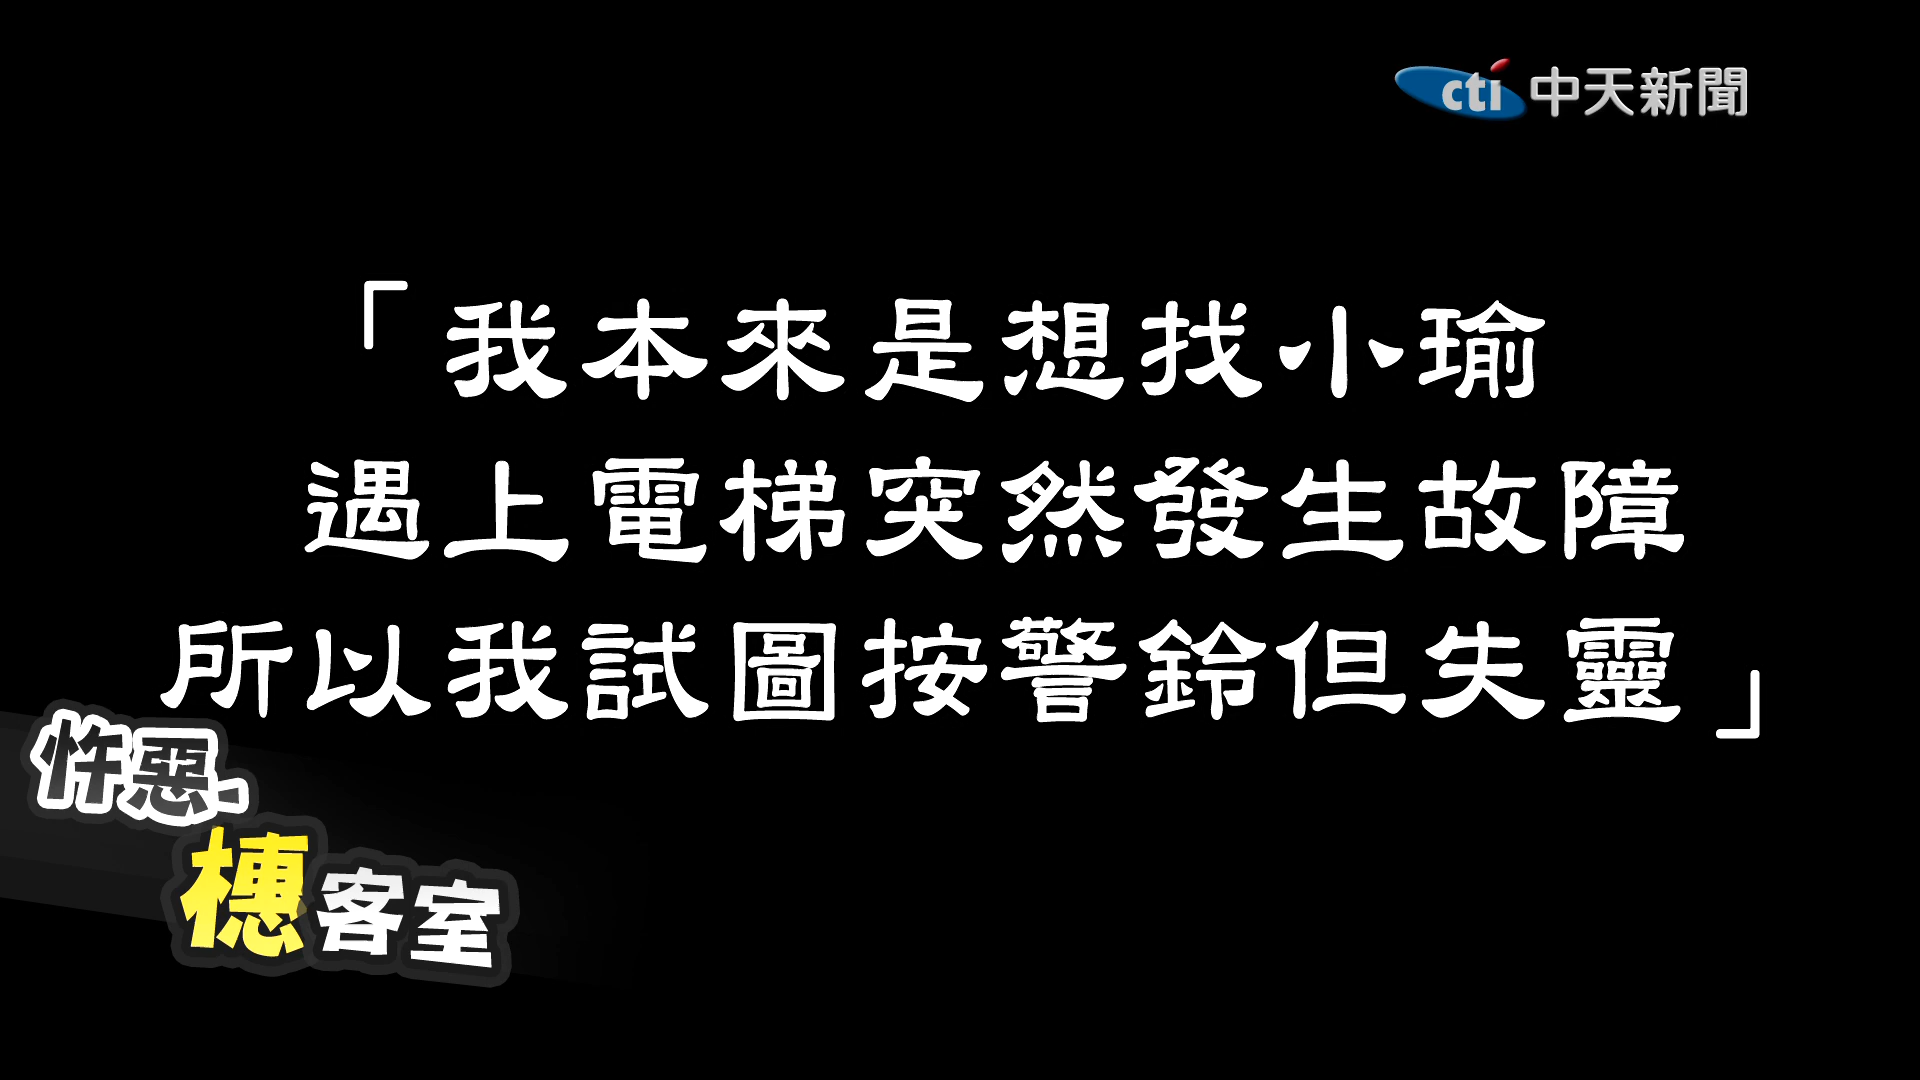 cti 中天新聞
「我本來是想找小瑜
遇上電梯突然發生故障
所以我試圖按警鈴但失靈」
忤惡-
橞客室